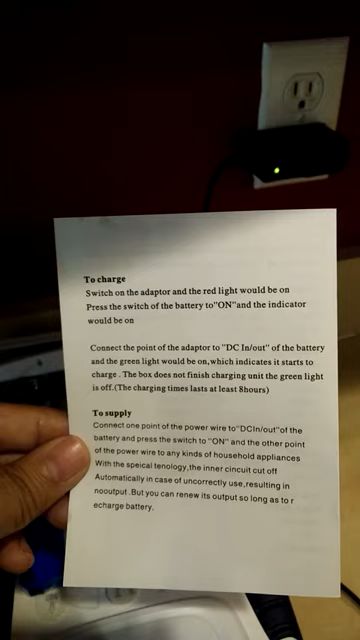 To charge
Switch on the adaptor and the red light would be on
Press the switch of the battery to"ON"and the indicator
would be on
Connect the point of the adaptor to "DC In/out" of the battery
and the green light would be on,which indicates it starts to
charge . The box does not finish charging unit the green light
is off.(The charging times lasts at least 8hours)
To supply
Connect one point of the power wire to"DCIn/out"of the
battery and press the switch to "ON" and the other point
of the power wire to any kinds of household appliances
With the speical tenology,the inner cincuit cut off
Automatically in case of uncorrectly use,resulting in
nooutput .But you can renew its output so long as to r
echarge battery.